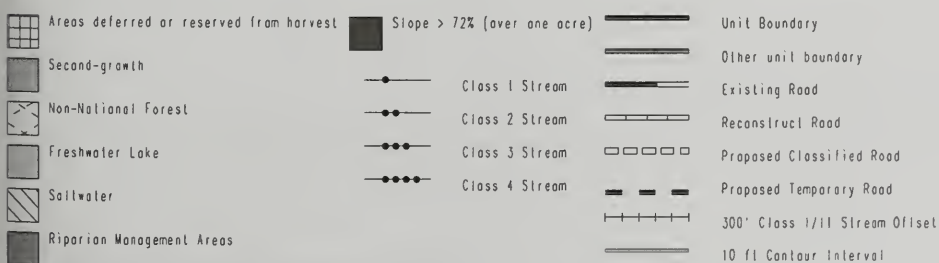 Areas deferred or reserved from harvest
Second-growth
Non-National Forest
Freshwater Lake
Saltwater
Riparian Management Areas
Slope > 72% (over one acre)
Class 1 Stream
Class 2 Stream
Class 3 Stream
Class 4 Stream
Unit Boundary
Other unit boundary
Existing Road
Reconstruct Road
Proposed Classified Road
Proposed Temporary Road
300' Class I/II Stream Offset
10 ft Contour Interval